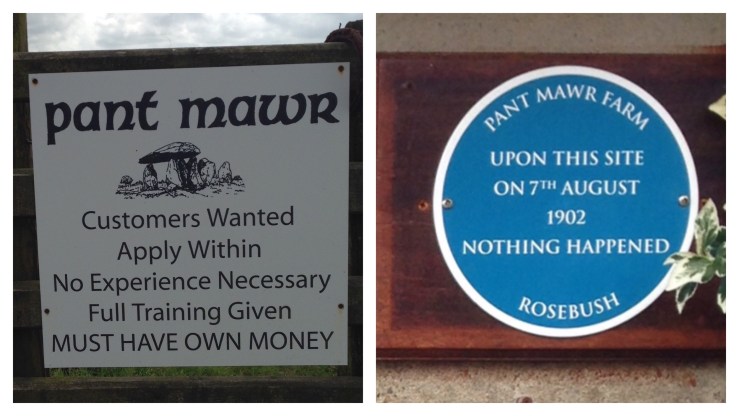 pant mawr
Customers Wanted
Apply Within
No Experience Necessary
Full Training Given
MUST HAVE OWN MONEY
PANT MAWR FARM
UPON THIS SITE
ON 7TH AUGUST
1902
NOTHING HAPPENED
ROSEBUSH